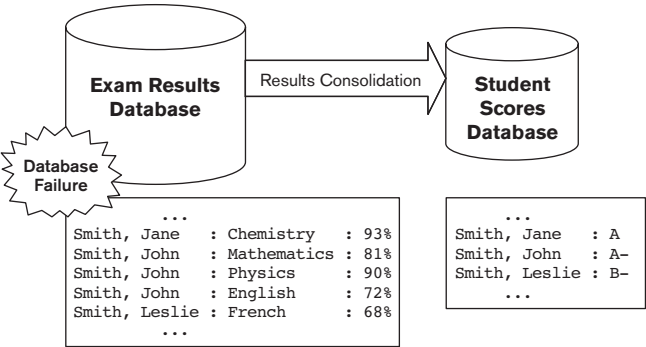 Exam Results
Database
Results Consolidation
Student
Scores
Database
Database
Failure
...
Smith, Jane   : Chemistry   : 93%
Smith, John   : Mathematics : 81%
Smith, John   : Physics     : 90%
Smith, John   : English     : 72%
Smith, Leslie : French      : 68%
...
...
Smith, Jane   : A
Smith, John   : A–
Smith, Leslie : B–
...